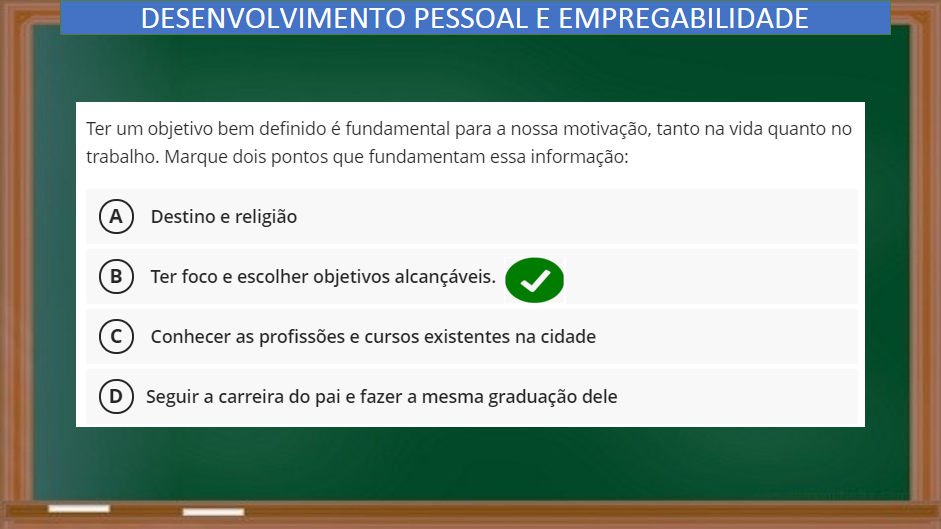 DESENVOLVIMENTO PESSOAL E EMPREGABILIDADE
Ter um objetivo bem definido é fundamental para a nossa motivação, tanto na vida quanto no
trabalho. Marque dois pontos que fundamentam essa informação:
A Destino e religião
B Ter foco e escolher objetivos alcançáveis.
C Conhecer as profissões e cursos existentes na cidade
D Seguir a carreira do pai e fazer a mesma graduação dele